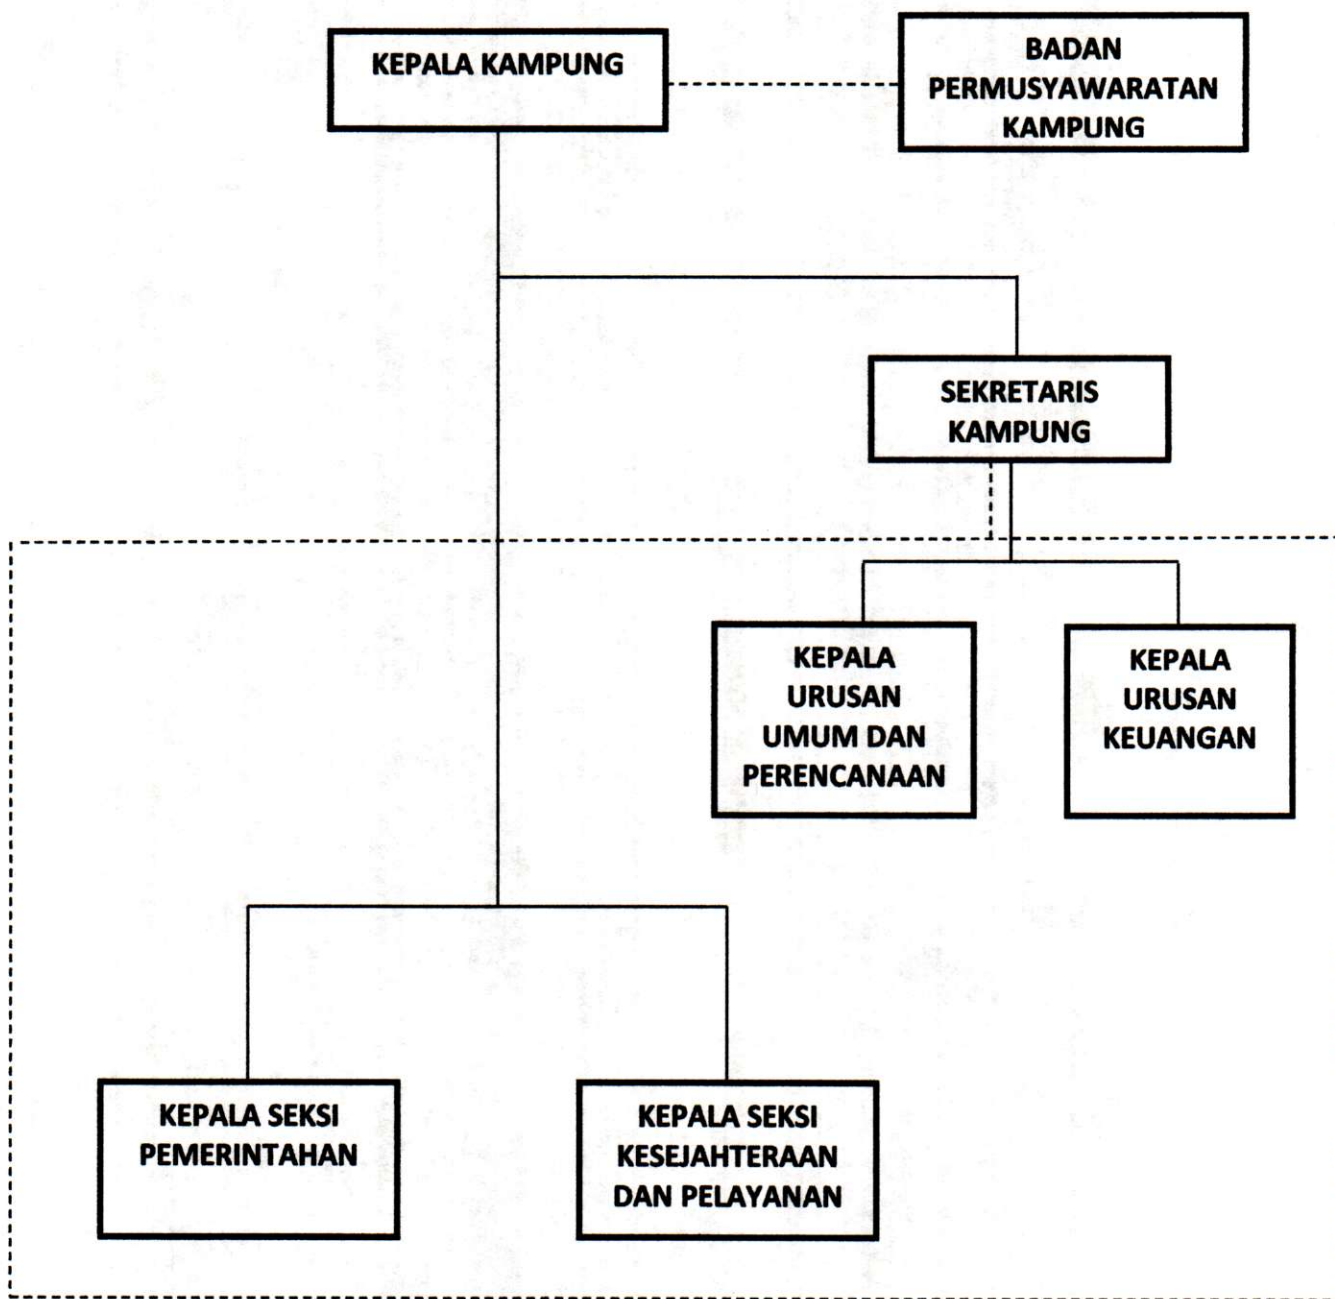 KEPALA KAMPUNG
BADAN
PERMUSYAWARATAN
KAMPUNG
SEKRETARIS
KAMPUNG
KEPALA
URUSAN
UMUM DAN
PERENCANAAN
KEPALA
URUSAN
KEUANGAN
KEPALA SEKSI
PEMERINTAHAN
KEPALA SEKSI
KESEJAHTERAAN
DAN PELAYANAN